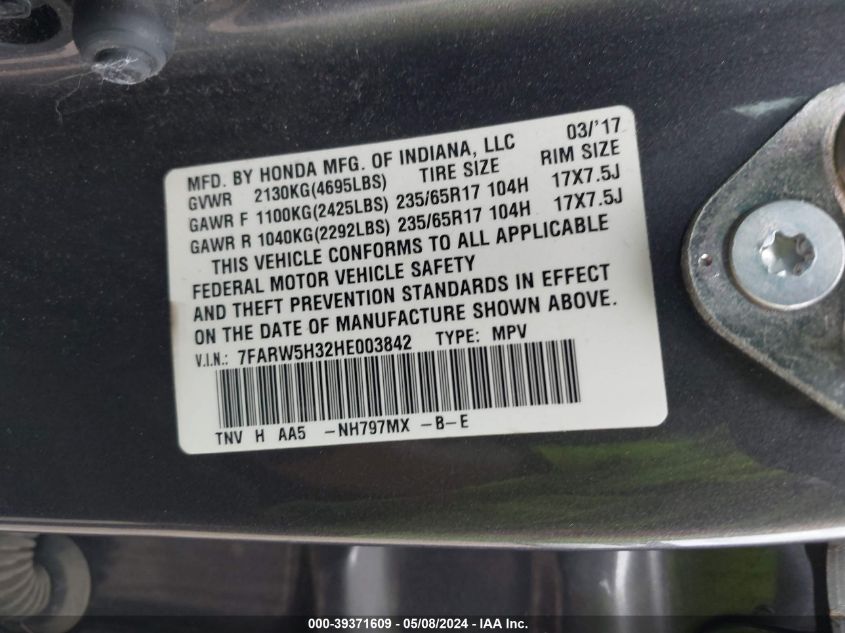 MFD. BY HONDA MFG. OF INDIANA, LLC 03/'17
GVWR 2130KG(4695LBS) TIRE SIZE RIM SIZE
GAWR F 1100KG(2425LBS) 235/65R17 104H 17X7.5J
GAWR R 1040KG(2292LBS) 235/65R17 104H 17X7.5J
THIS VEHICLE CONFORMS TO ALL APPLICABLE
FEDERAL MOTOR VEHICLE SAFETY
AND THEFT PREVENTION STANDARDS IN EFFECT
ON THE DATE OF MANUFACTURE SHOWN ABOVE.
V.I.N.: 7FARW5H32HE003842 TYPE: MPV
TNV H AA5 -NH797MX -B-E
000-39371609 - 05/08/2024 - IAA Inc.